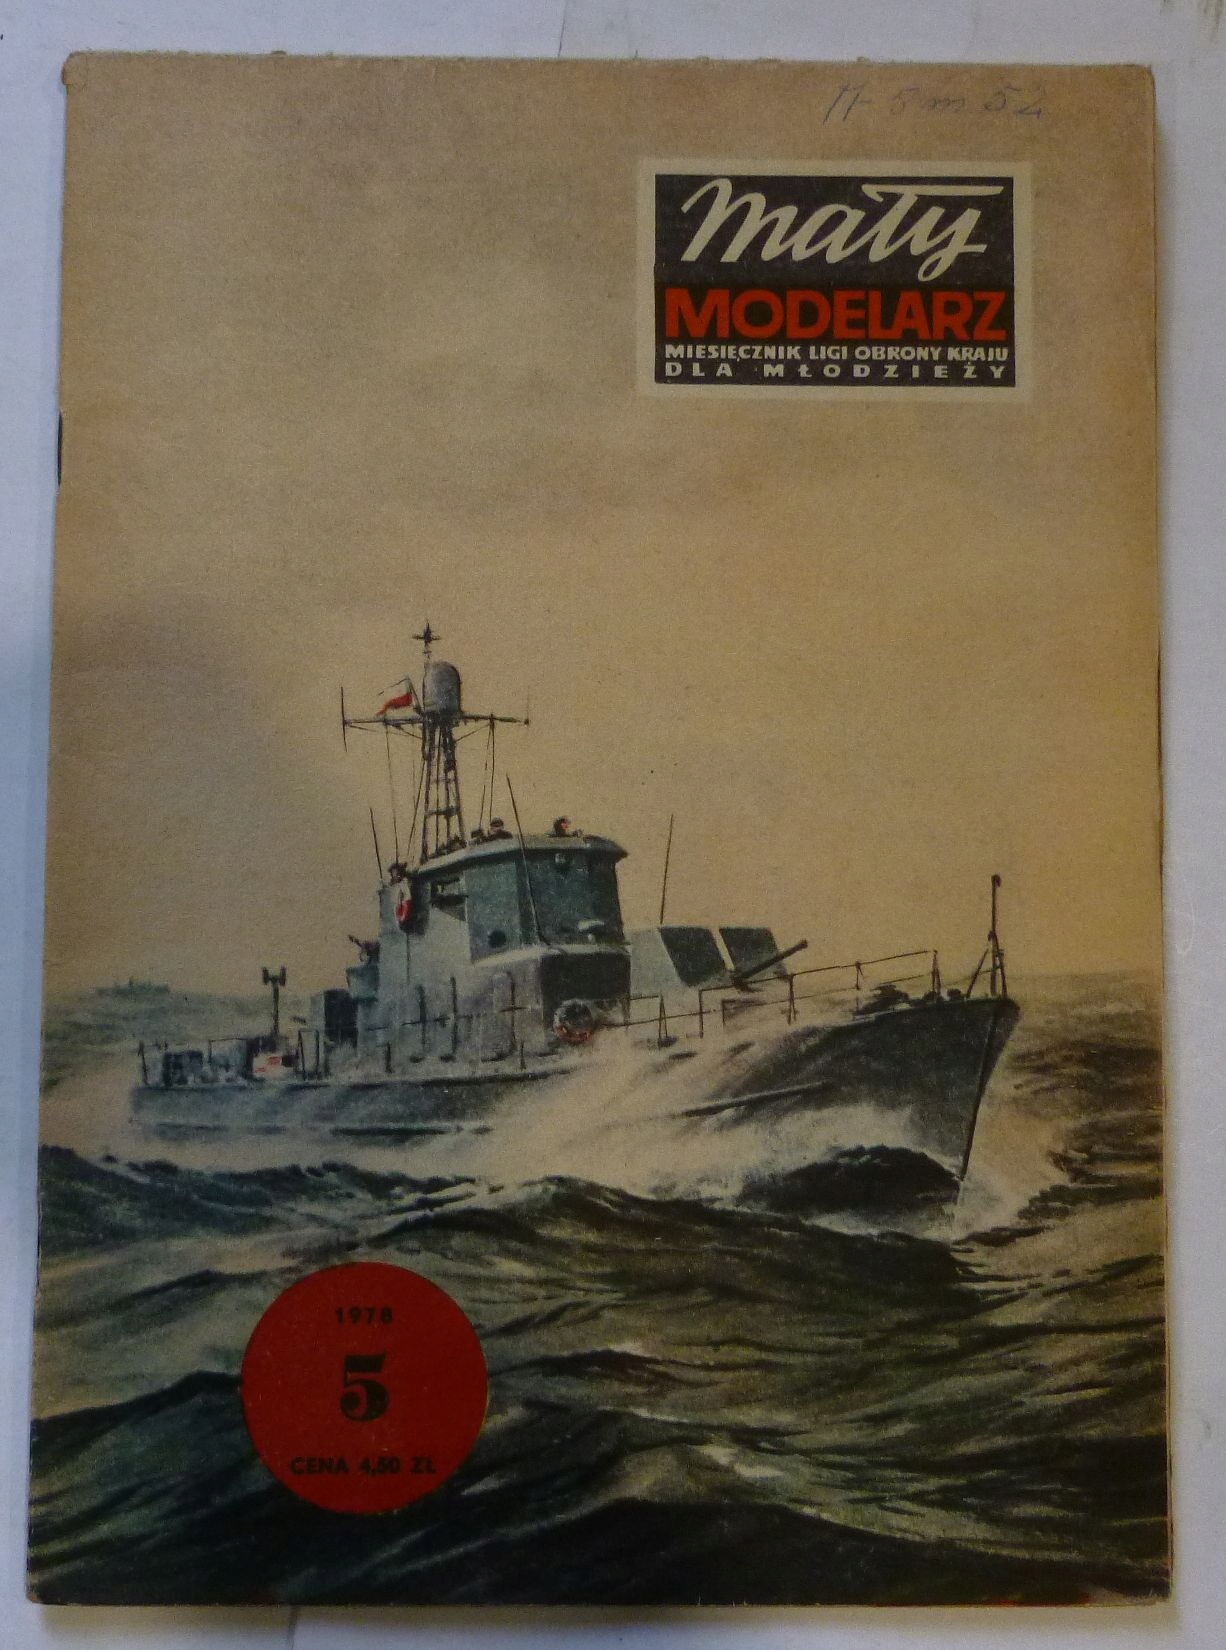 Mały
MODELARZ
MIESIĘCZNIK LIGI OBRONY KRAJU
DLA MŁODZIEŻY
1978
5
CENA 4,50 ZŁ